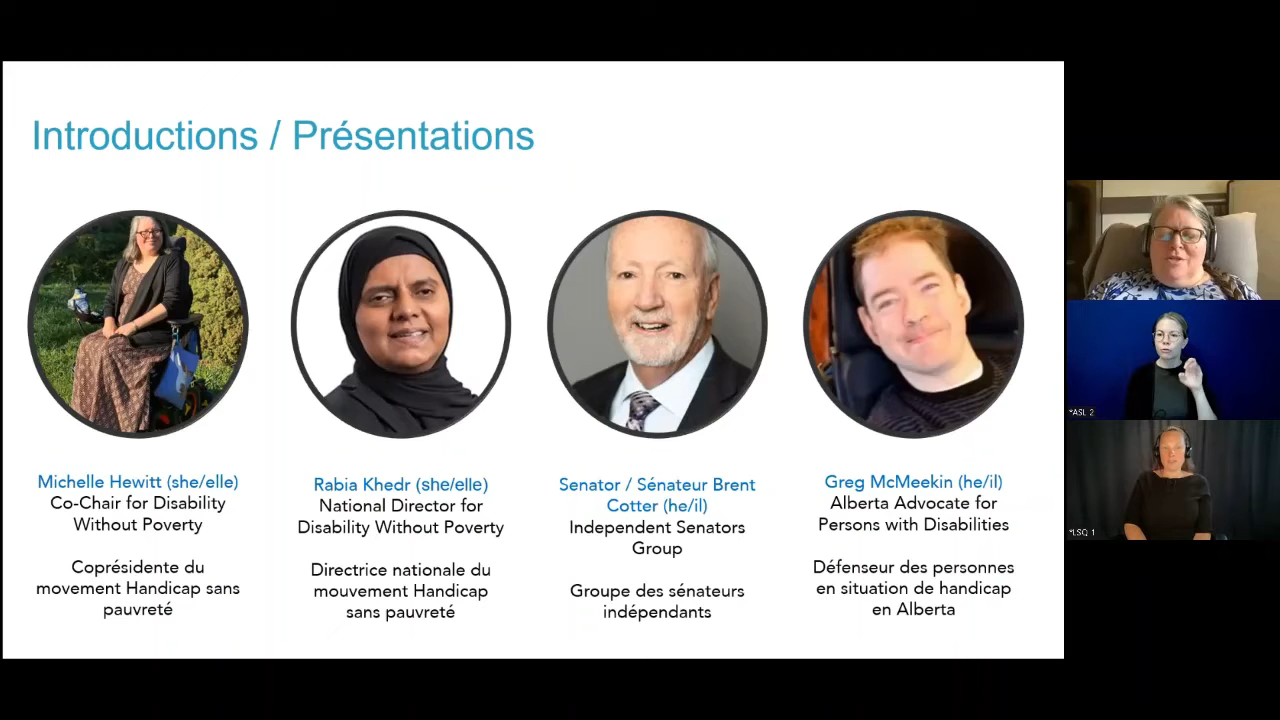 Introductions / Présentations
Michelle Hewitt (she/elle)
Co-Chair for Disability
Without Poverty
Coprésidente du
movement Handicap sans
pauvreté
Rabia Khedr (she/elle)
National Director for
Disability Without Poverty
Directrice nationale du
mouvement Handicap
sans pauvreté
Senator / Sénateur Brent
Cotter (he/il)
Independent Senators
Group
Groupe des sénateurs
indépendants
Greg McMeekin (he/il)
Alberta Advocate for
Persons with Disabilities
Défenseur des personnes
en situation de handicap
en Alberta
*ASL 2
*LSQ 1